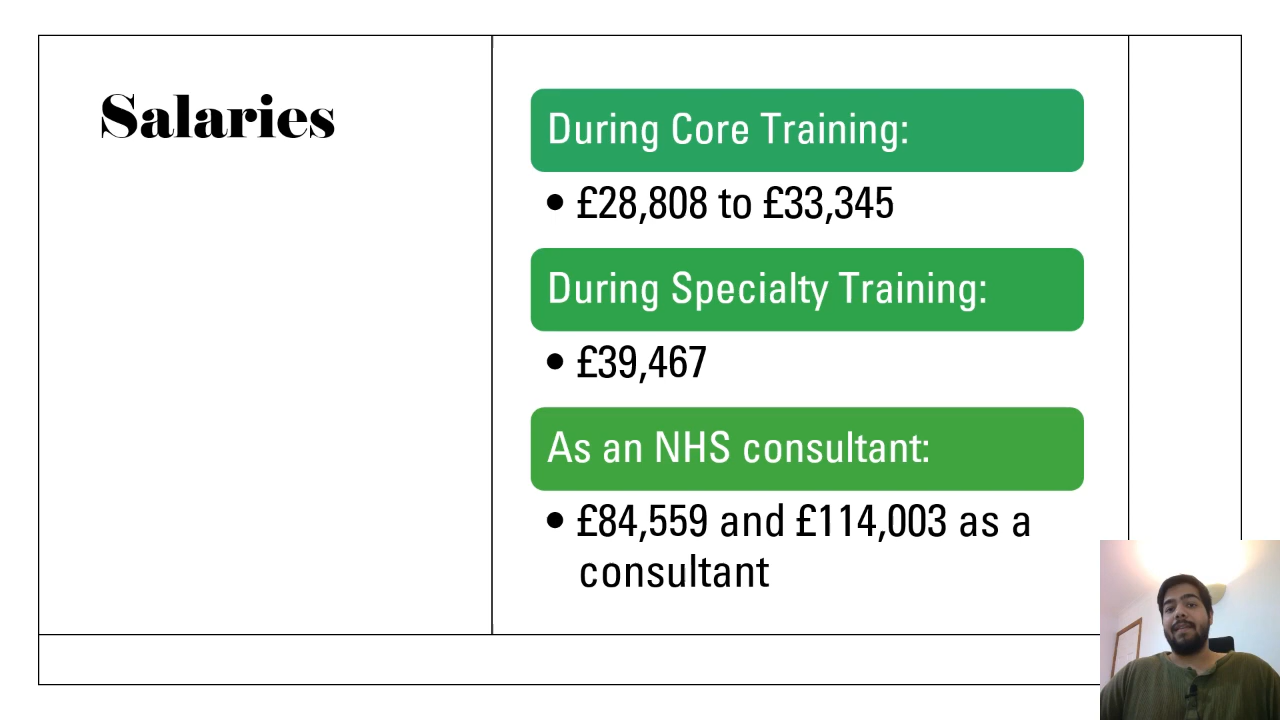 Salaries
During Core Training:
• £28,808 to £33,345
During Specialty Training:
• £39,467
As an NHS consultant:
• £84,559 and £114,003 as a
consultant